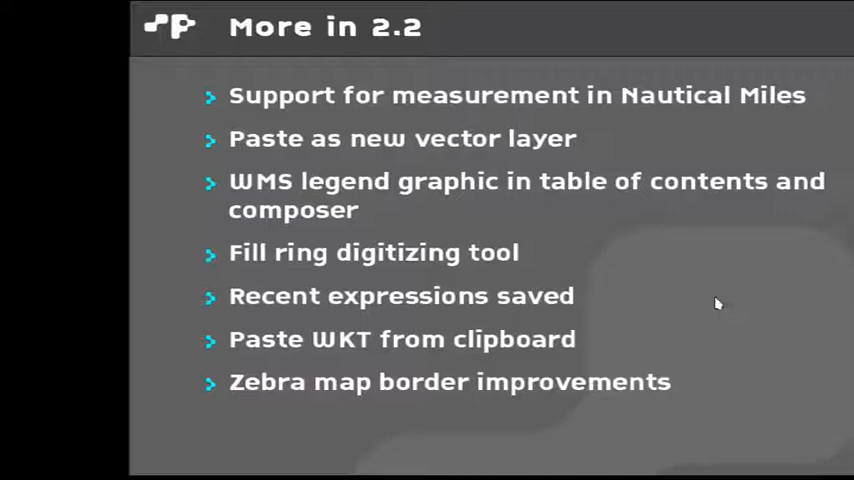 More in 2.2
Support for measurement in Nautical Miles
Paste as new vector layer
WMS legend graphic in table of contents and
composer
Fill ring digitizing tool
Recent expressions saved
Paste WKT from clipboard
Zebra map border improvements